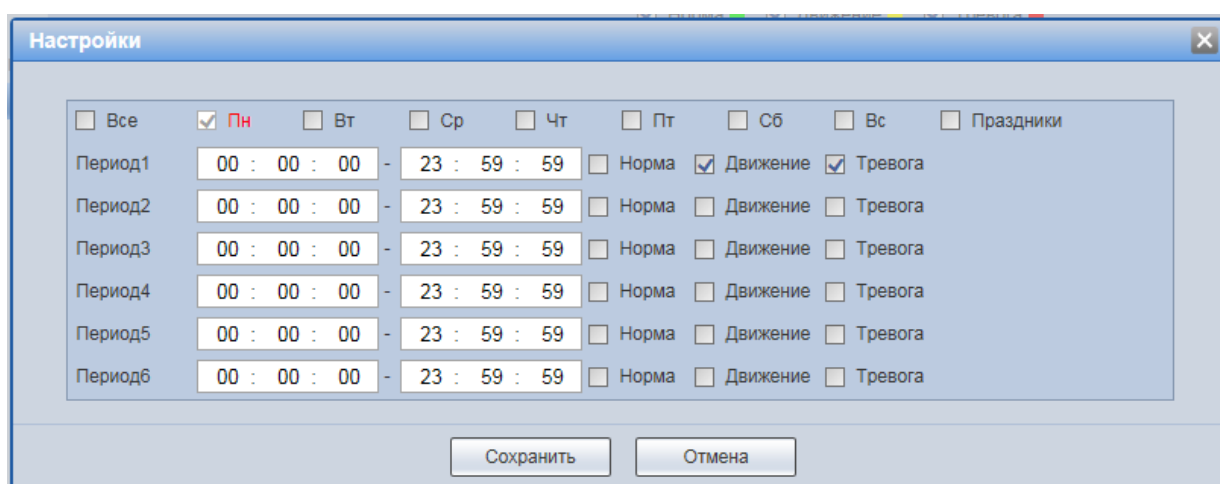 Норма Движение Тревога
Настройки
Все Пн Вт Ср Чт Пт Сб Вс Праздники
Период1 00 : 00 : 00 - 23 : 59 : 59 Норма Движение Тревога
Период2 00 : 00 : 00 - 23 : 59 : 59 Норма Движение Тревога
Период3 00 : 00 : 00 - 23 : 59 : 59 Норма Движение Тревога
Период4 00 : 00 : 00 - 23 : 59 : 59 Норма Движение Тревога
Период5 00 : 00 : 00 - 23 : 59 : 59 Норма Движение Тревога
Период6 00 : 00 : 00 - 23 : 59 : 59 Норма Движение Тревога
Сохранить Отмена